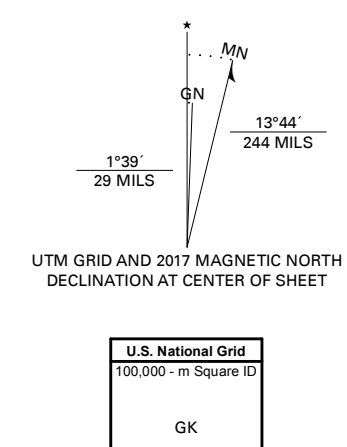 ★
MN
GN
13°44´
244 MILS
1°39´
29 MILS
UTM GRID AND 2017 MAGNETIC NORTH
DECLINATION AT CENTER OF SHEET
U.S. National Grid
100,000 - m Square ID
GK